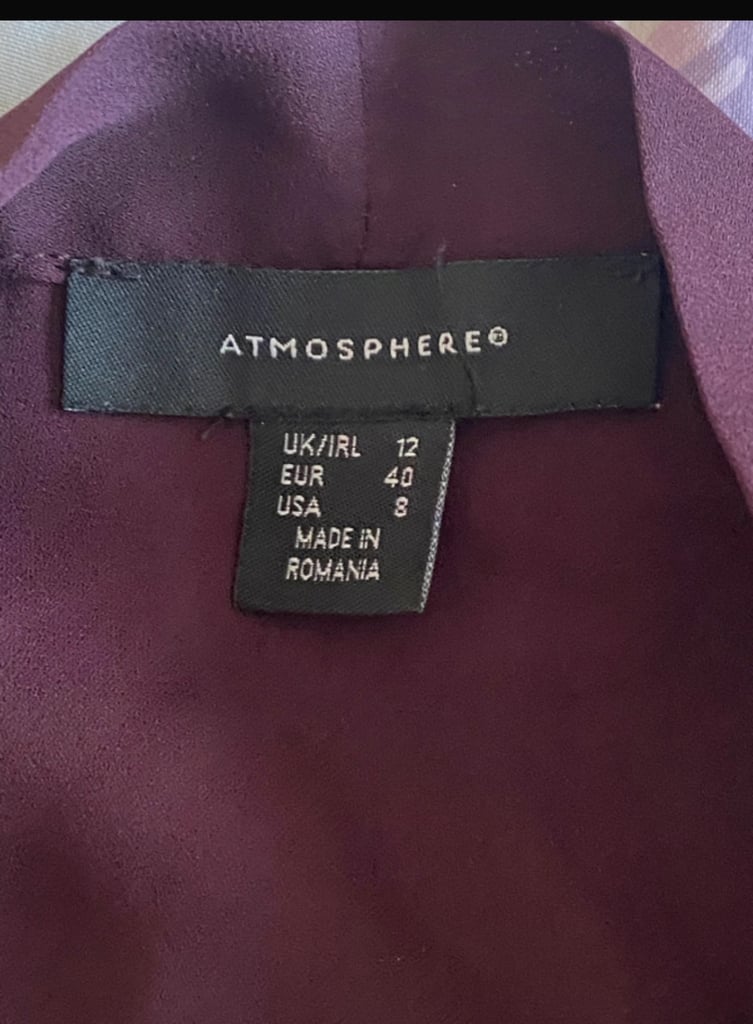 ATMOSPHERE®
UK/IRL 12
EUR 40
USA 8
MADE IN
ROMANIA